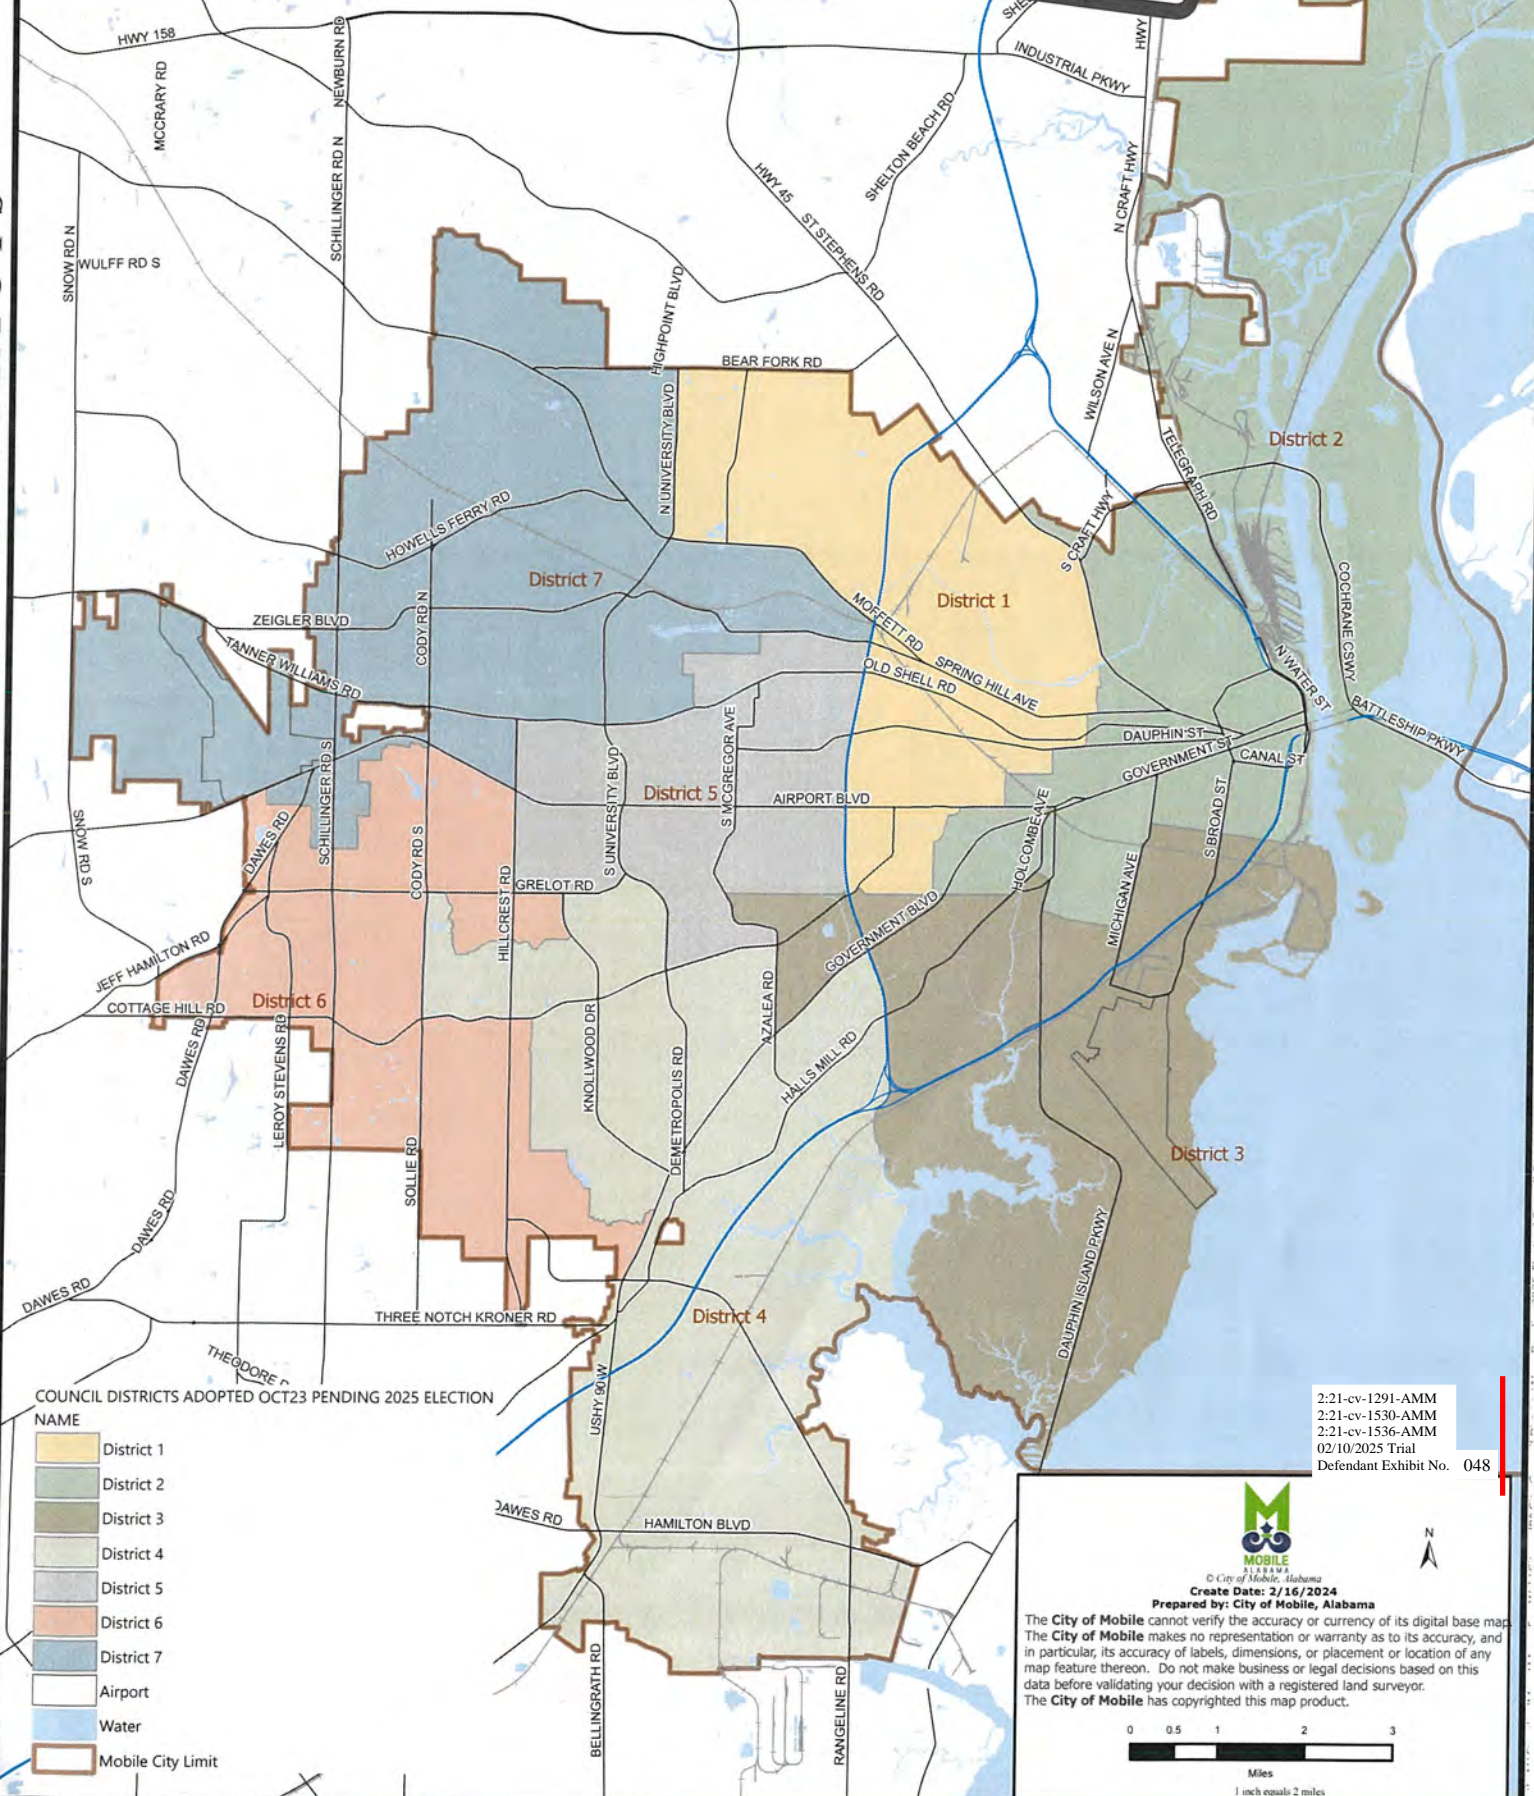 HWY 158
MCCRARY RD
NEWBURN RD
SCHILLINGER RD N
SNOW RD N
WULFF RD S
HWY
INDUSTRIAL PKWY
SHELTON BEACH RD
HWY 45
ST STEPHENS RD
N CRAFT HWY
HIGHPOINT BLVD
BEAR FORK RD
N UNIVERSITY BLVD
WILSON AVE N
TELEGRAPH RD
District 2
S CRAFT HWY
HOWELLS FERRY RD
District 7
District 1
COCHRANE CSWY
ZEIGLER BLVD
CODY RD N
TANNER WILLIAMS RD
MOFFETT RD
SPRING HILL AVE
OLD SHELL RD
N WATER ST
BATTLESHIP PKWY
DAUPHIN ST
GOVERNMENT ST
CANAL ST
SCHILLINGER RD S
S UNIVERSITY BLVD
S MCGREGOR AVE
District 5
AIRPORT BLVD
HOLCOMBE AVE
S BROAD ST
SNOW RD S
DAWES RD
CODY RD S
HILLCREST RD
GRELOT RD
MICHIGAN AVE
GOVERNMENT BLVD
JEFF HAMILTON RD
COTTAGE HILL RD
District 6
DAWES RD
LEROY STEVENS RD
KNOLLWOOD DR
AZALEA RD
DEMETROPOLIS RD
HALLS MILL RD
SOLLIE RD
District 3
DAWES RD
DAUPHIN ISLAND PKWY
DAWES RD
THREE NOTCH KRONER RD
District 4
THEODORE D
USHY 90 W
DAWES RD
HAMILTON BLVD
BELLINGRATH RD
RANGELINE RD
COUNCIL DISTRICTS ADOPTED OCT23 PENDING 2025 ELECTION
NAME
District 1
District 2
District 3
District 4
District 5
District 6
District 7
Airport
Water
Mobile City Limit
2:21-cv-1291-AMM
2:21-cv-1530-AMM
2:21-cv-1536-AMM
02/10/2025 Trial
Defendant Exhibit No. 048
N
M
MOBILE
ALABAMA
© City of Mobile, Alabama
Create Date: 2/16/2024
Prepared by: City of Mobile, Alabama
The City of Mobile cannot verify the accuracy or currency of its digital base map.
The City of Mobile makes no representation or warranty as to its accuracy, and
in particular, its accuracy of labels, dimensions, or placement or location of any
map feature thereon. Do not make business or legal decisions based on this
data before validating your decision with a registered land surveyor.
The City of Mobile has copyrighted this map product.
0 0.5 1 2 3
Miles
1 inch equals 2 miles